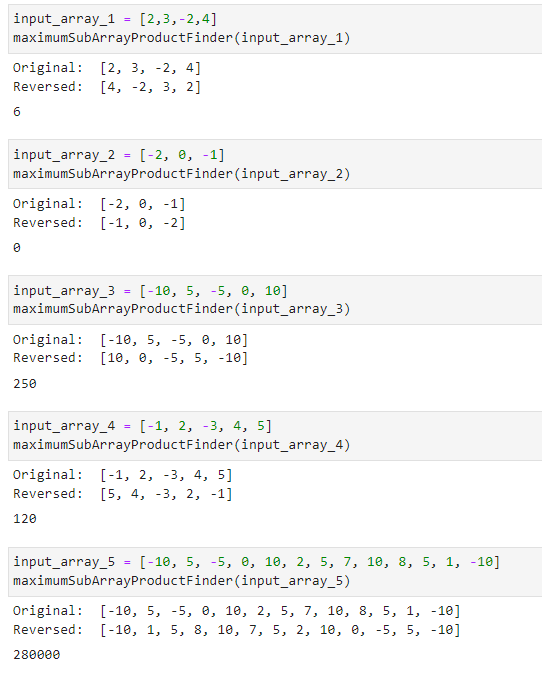 input_array_1 = [2,3,-2,4]
maximumSubArrayProductFinder(input_array_1)
Original:  [2, 3, -2, 4]
Reversed:  [4, -2, 3, 2]
6
input_array_2 = [-2, 0, -1]
maximumSubArrayProductFinder(input_array_2)
Original:  [-2, 0, -1]
Reversed:  [-1, 0, -2]
0
input_array_3 = [-10, 5, -5, 0, 10]
maximumSubArrayProductFinder(input_array_3)
Original:  [-10, 5, -5, 0, 10]
Reversed:  [10, 0, -5, 5, -10]
250
input_array_4 = [-1, 2, -3, 4, 5]
maximumSubArrayProductFinder(input_array_4)
Original:  [-1, 2, -3, 4, 5]
Reversed:  [5, 4, -3, 2, -1]
120
input_array_5 = [-10, 5, -5, 0, 10, 2, 5, 7, 10, 8, 5, 1, -10]
maximumSubArrayProductFinder(input_array_5)
Original:  [-10, 5, -5, 0, 10, 2, 5, 7, 10, 8, 5, 1, -10]
Reversed:  [-10, 1, 5, 8, 10, 7, 5, 2, 10, 0, -5, 5, -10]
280000